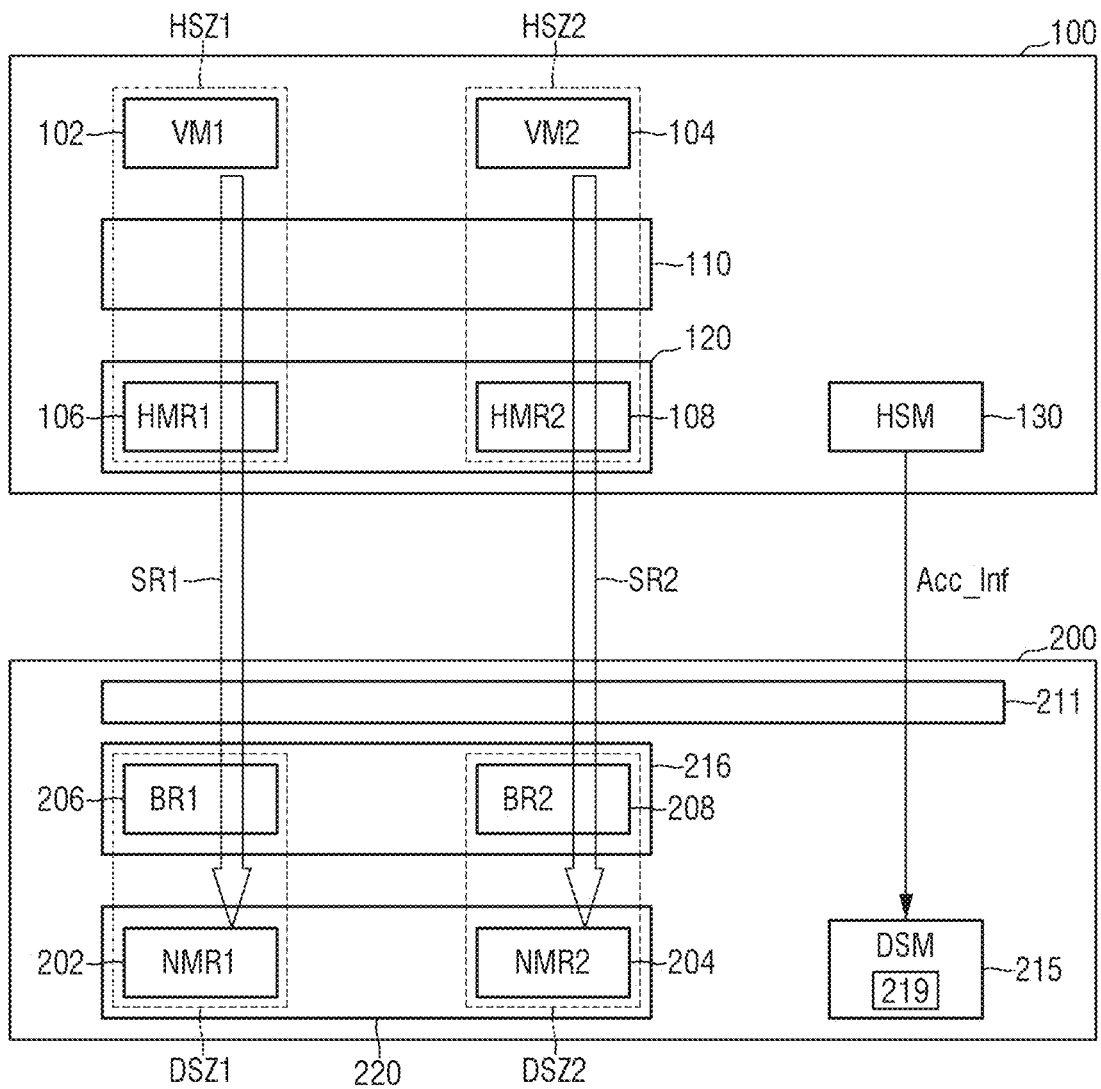 HSZ1 HSZ2
100
102 VM1 VM2 104
110
120
106 HMR1 HMR2 108 HSM 130
SR1 SR2 Acc_Inf
200
211
216
206 BR1 BR2 208
202 NMR1 NMR2 204 DSM 215
219
DSZ1 220 DSZ2